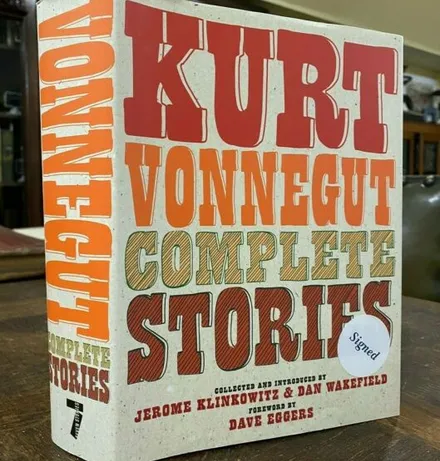 VONNEGUT
COMPLETE
STORIES
7
KURT
VONNEGUT
COMPLETE
STORIES
Signed
COLLECTED AND INTRODUCED BY
JEROME KLINKOWITZ & DAN WAKEFIELD
FOREWORD BY
DAVE EGGERS